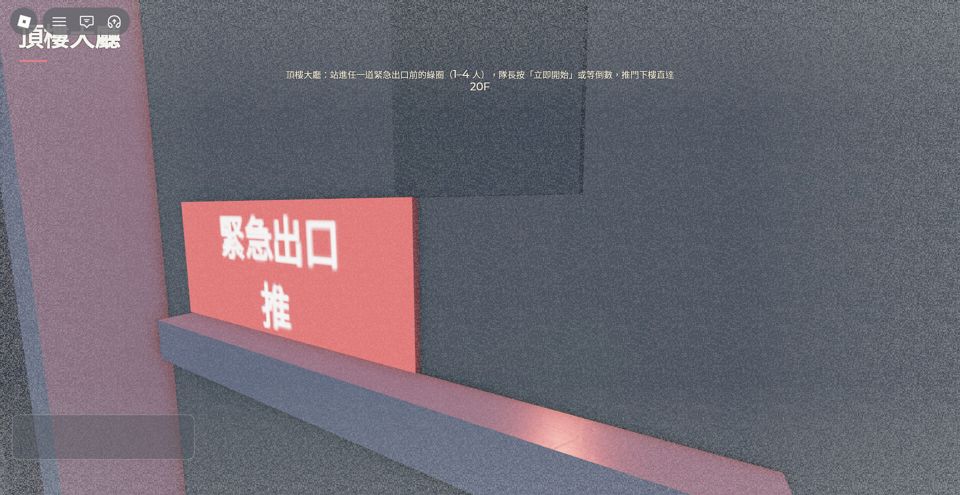 頂樓大廳
頂樓大廳：站進任一道緊急出口前的綠圈（1–4 人），隊長按「立即開始」或等倒數，推門下樓直達
20F
緊急出口
推